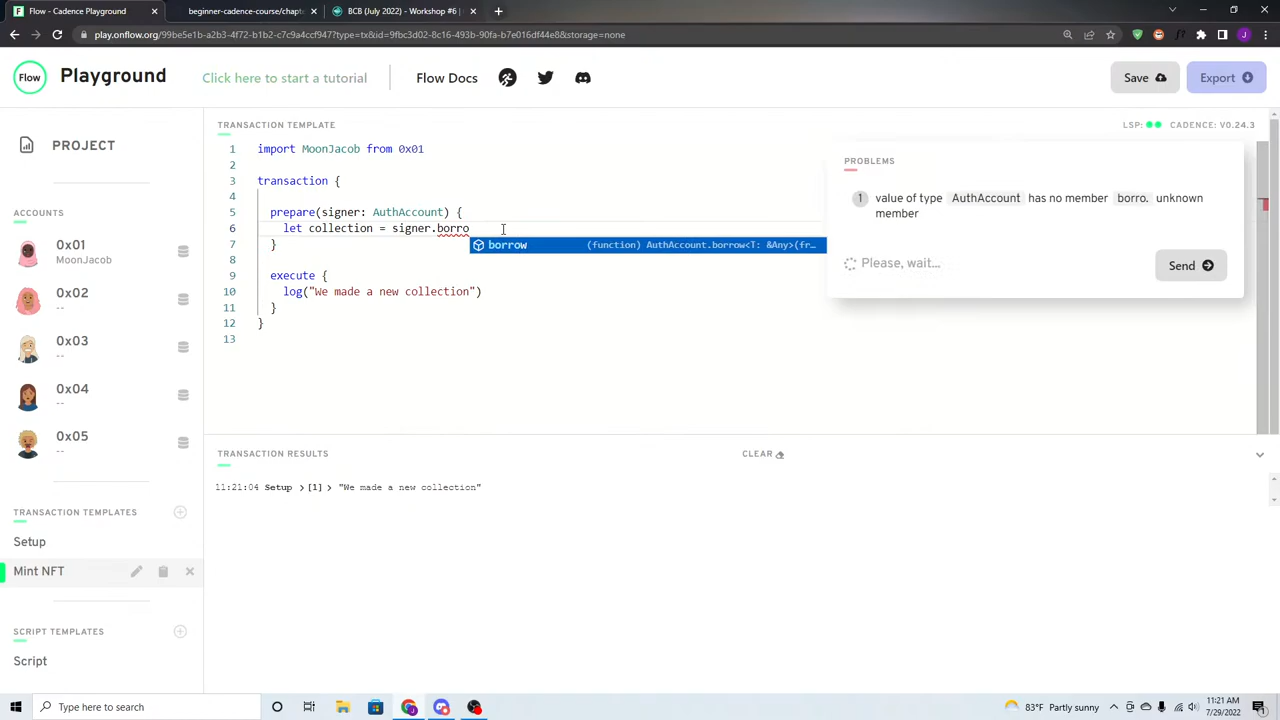 Flow - Cadence Playground
beginner-cadence-course/chapte
BCB (July 2022) - Workshop #6 |
play.onflow.org/99be5e1b-a2b3-4f72-b1b2-c7c9a4ccf947?type=tx&id=9fbc3d02-4c4c-493b-90fa-b7e016df44e8&storage=none
Flow
Playground
Click here to start a tutorial
Flow Docs
Save
Export
PROJECT
ACCOUNTS
0x01
MoonJacob
0x02
--
0x03
--
0x04
--
0x05
--
TRANSACTION TEMPLATES
Setup
Mint NFT
SCRIPT TEMPLATES
Script
TRANSACTION TEMPLATE
LSP:
CADENCE: V0.24.3
1 import MoonJacob from 0x01
2
3 transaction {
4
5 prepare(signer: AuthAccount) {
6 let collection = signer.borro
borrow (function) AuthAccount.borrow<T: &Any>(fr...
7 }
8
9 execute {
10 log("We made a new collection")
11 }
12 }
13
PROBLEMS
1 value of type AuthAccount has no member borro. unknown
member
Please, wait...
Send
TRANSACTION RESULTS
CLEAR
11:21:04 Setup > [1] > "We made a new collection"
Type here to search
83°F Partly sunny
11:21 AM
7/29/2022